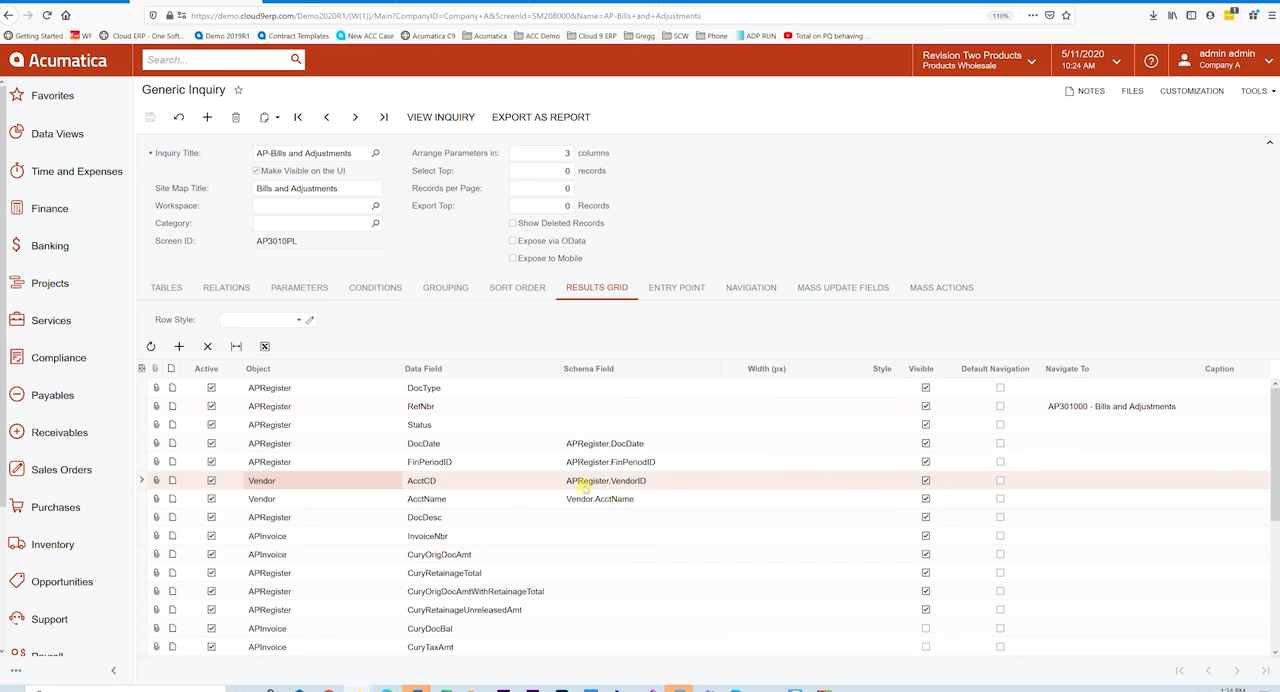 https://demo.cloud9erp.com/Demo2020R1/(W(1))/Main?CompanyID=Company A&ScreenId=SM208000&Name=AP-Bills+and+Adjustments
110%
Getting Started WF Cloud ERP - One Soft... Demo 2019R1 Contract Templates New ACC Case Acumatica C9 Acumatica ACC Demo Cloud 9 ERP Gregg SCW Phone ADP RUN Total on PQ behaving ...
Acumatica
Search...
Revision Two Products
Products Wholesale
5/11/2020
10:24 AM
admin admin
Company A
Favorites
Data Views
Time and Expenses
Finance
Banking
Projects
Services
Compliance
Payables
Receivables
Sales Orders
Purchases
Inventory
Opportunities
Support
Payroll
Generic Inquiry
NOTES FILES CUSTOMIZATION TOOLS
VIEW INQUIRY EXPORT AS REPORT
Inquiry Title: AP-Bills and Adjustments Arrange Parameters in: 3 columns
Make Visible on the UI Select Top: 0 records
Site Map Title: Bills and Adjustments Records per Page: 0
Workspace: Export Top: 0 Records
Category: Show Deleted Records
Screen ID: AP3010PL Expose via OData
Expose to Mobile
TABLES RELATIONS PARAMETERS CONDITIONS GROUPING SORT ORDER RESULTS GRID ENTRY POINT NAVIGATION MASS UPDATE FIELDS MASS ACTIONS
Row Style:
Active Object Data Field Schema Field Width (px) Style Visible Default Navigation Navigate To Caption
APRegister DocType
APRegister RefNbr AP301000 - Bills and Adjustments
APRegister Status
APRegister DocDate APRegister.DocDate
APRegister FinPeriodID APRegister.FinPeriodID
Vendor AcctCD APRegister.VendorID
Vendor AcctName Vendor.AcctName
APRegister DocDesc
APInvoice InvoiceNbr
APInvoice CuryOrigDocAmt
APRegister CuryRetainageTotal
APRegister CuryOrigDocAmtWithRetainageTotal
APRegister CuryRetainageUnreleasedAmt
APInvoice CuryDocBal
APInvoice CuryTaxAmt
1:24 PM